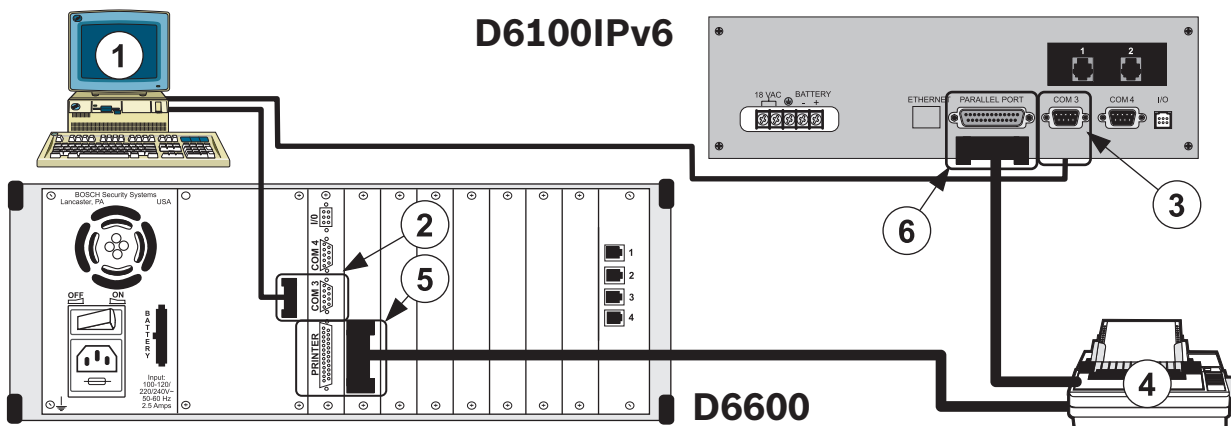 D6100IPv6
1
1 2
18 VAC BATTERY
- +
ETHERNET
PARALLEL PORT
COM 3
COM 4
I/O
3
6
BOSCH Security Systems
Lancaster, PA USA
I/O
COM 4
COM 3
PRINTER
2
5
1
2
3
4
OFF ON
BATTERY
Input:
100-120/
220/240V~
50-60 Hz
2.5 Amps
D6600
4